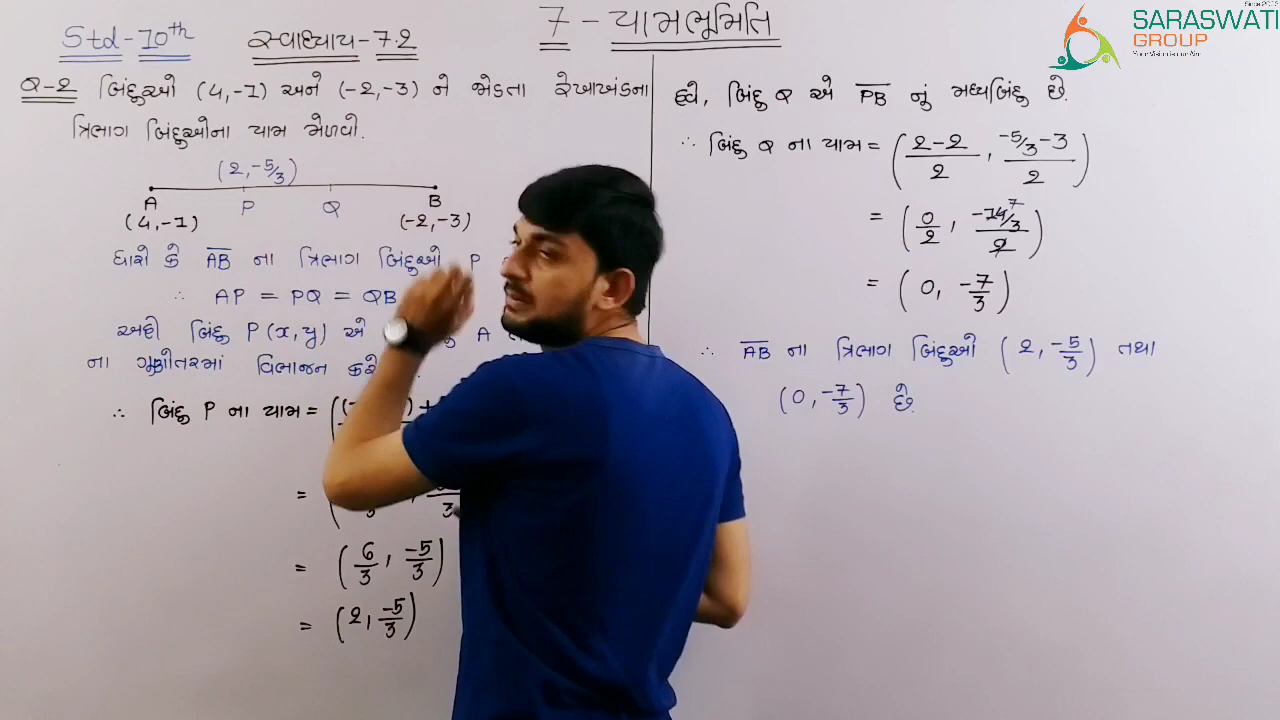 7 - યામભૂમિતિ
Std-10th સ્વાધ્યાય-7.2
SARASWATI
GROUP
Q-2 બિંદુઓ (4,-1) અને (-2,-3) ને જોડતા રેખાખંડના
ત્રિભાગ બિંદુઓના યામ મેળવો.
(2,-5/3)
A P Q B
(4,-1) (-2,-3)
ધારો કે AB ના ત્રિભાગ બિંદુઓ P
∴ AP = PQ = QB
અહીં બિંદુ P(x,y) એ A
ના ગુણોત્તરમાં વિભાજન કરે
∴ બિંદુ P ના યામ = (
=
= (6/3, -5/3)
= (2, -5/3)
હવે, બિંદુ Q એ PB નું મધ્યબિંદુ છે.
∴ બિંદુ Q ના યામ = (2-2/2, -5/3-3/2)
= (0/2, -14/3/2) 7
= (0, -7/3)
∴ AB ના ત્રિભાગ બિંદુઓ (2, -5/3) તથા
(0, -7/3) છે.